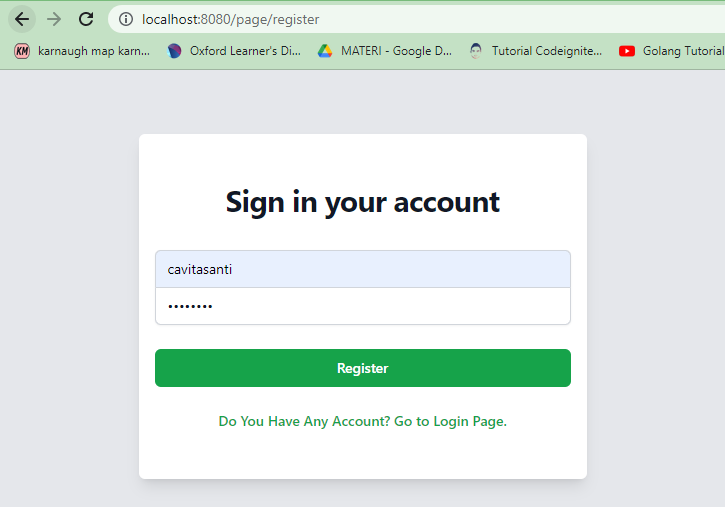 localhost:8080/page/register
KM karnaugh map karn... Oxford Learner's Di... MATERI - Google D... Tutorial Codeignite... Golang Tutorial
Sign in your account
cavitasanti
••••••••
Register
Do You Have Any Account? Go to Login Page.